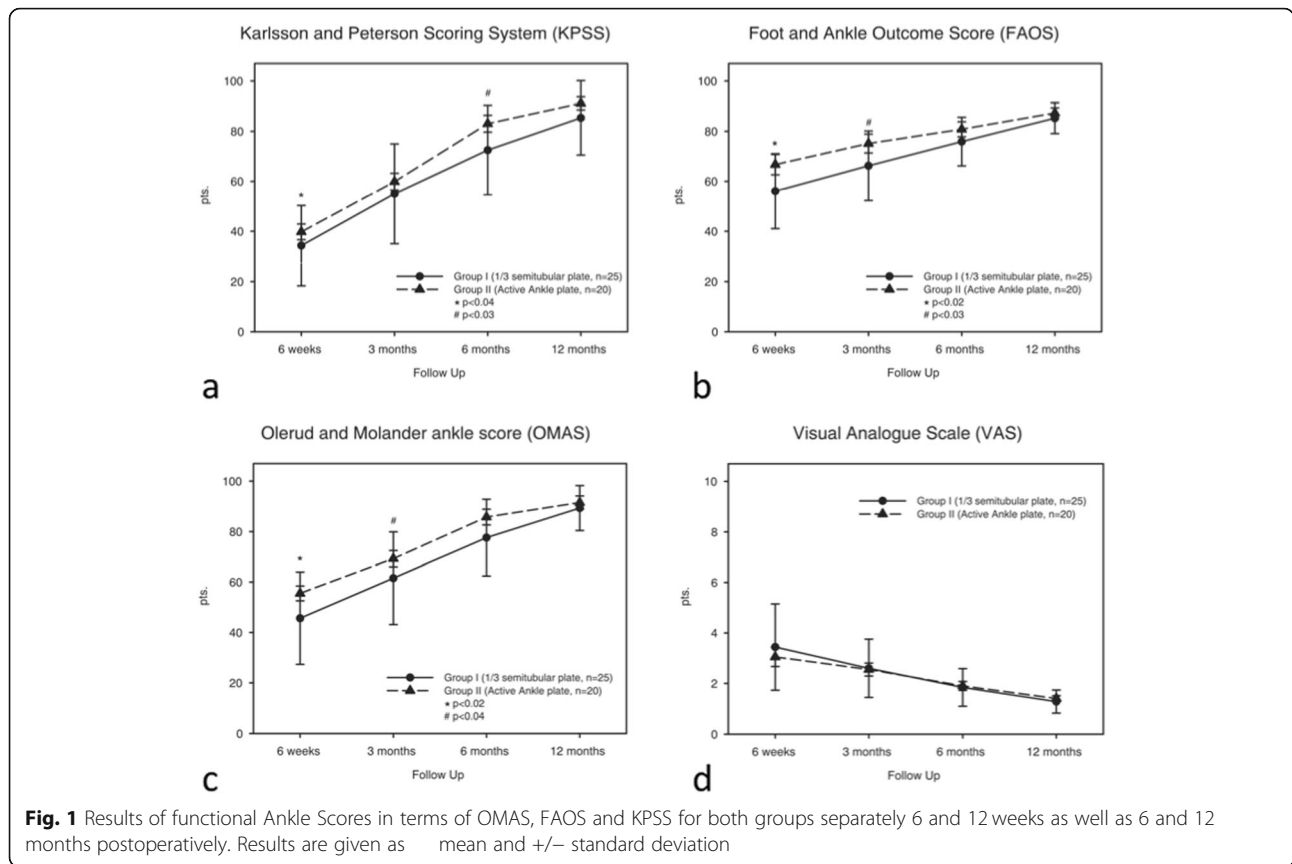 Karlsson and Peterson Scoring System (KPSS)
100
80
60
40
20
0
pts.
*
#
Group I (1/3 semitubular plate, n=25)
Group II (Active Ankle plate, n=20)
* p<0.04
# p<0.03
6 weeks 3 months 6 months 12 months
Follow Up
a
Foot and Ankle Outcome Score (FAOS)
100
80
60
40
20
0
pts.
*
#
Group I (1/3 semitubular plate, n=25)
Group II (Active Ankle plate, n=20)
* p<0.02
# p<0.03
6 weeks 3 months 6 months 12 months
Follow Up
b
Olerud and Molander ankle score (OMAS)
100
80
60
40
20
0
pts.
*
#
Group I (1/3 semitubular plate, n=25)
Group II (Active Ankle plate, n=20)
* p<0.02
# p<0.04
6 weeks 3 months 6 months 12 months
Follow Up
c
Visual Analogue Scale (VAS)
10
8
6
4
2
0
pts.
Group I (1/3 semitubular plate, n=25)
Group II (Active Ankle plate, n=20)
6 weeks 3 months 6 months 12 months
Follow Up
d
Fig. 1 Results of functional Ankle Scores in terms of OMAS, FAOS and KPSS for both groups separately 6 and 12 weeks as well as 6 and 12
months postoperatively. Results are given as mean and +/− standard deviation